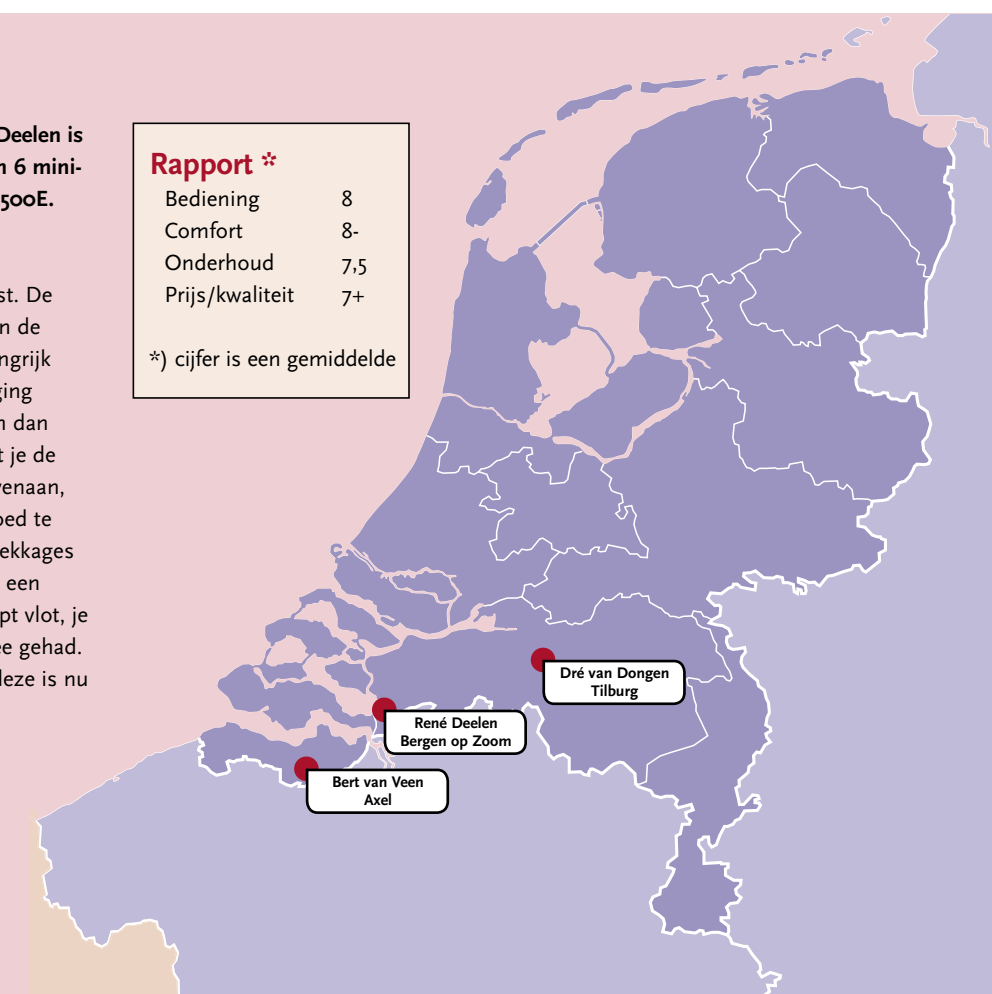 Deelen is
n 6 mini-
500E.
st. De
n de
ngrijk
ging
n dan
t je de
venaan,
oed te
ekkages
een
pt vlot, je
ee gehad.
deze is nu
Rapport *
Bediening 8
Comfort 8-
Onderhoud 7,5
Prijs/kwaliteit 7+
*) cijfer is een gemiddelde
Dré van Dongen
Tilburg
René Deelen
Bergen op Zoom
Bert van Veen
Axel